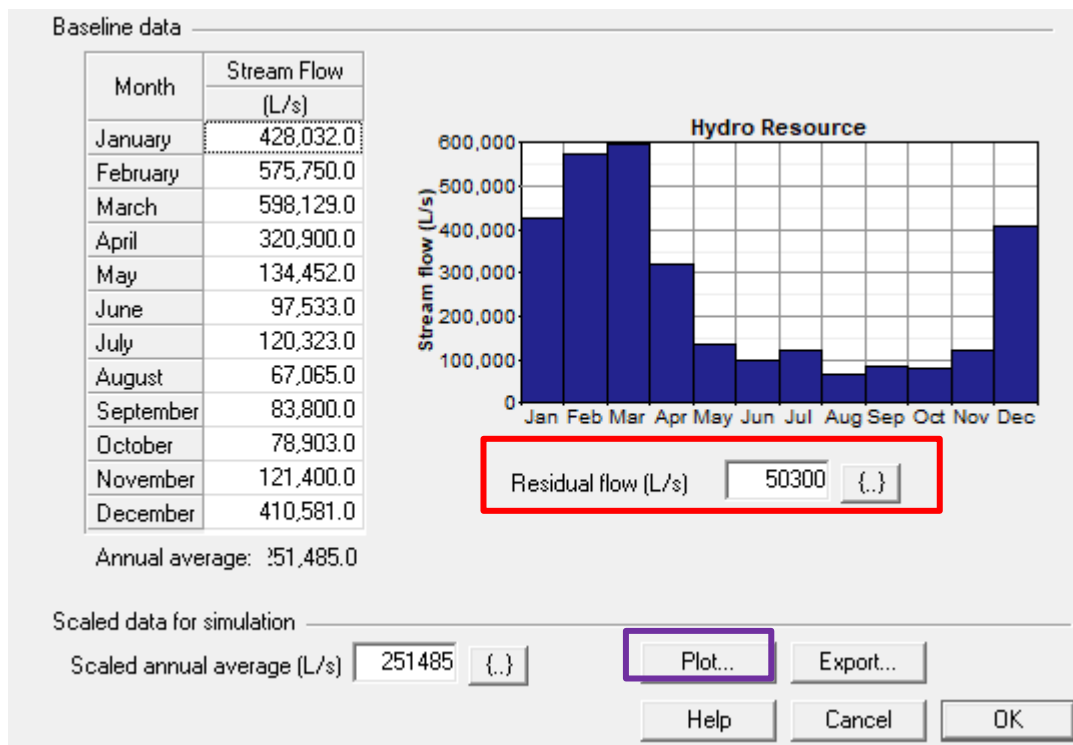 Baseline data
Month Stream Flow
(L/s)
January 428,032.0
February 575,750.0
March 598,129.0
April 320,900.0
May 134,452.0
June 97,533.0
July 120,323.0
August 67,065.0
September 83,800.0
October 78,903.0
November 121,400.0
December 410,581.0
Annual average: 251,485.0
Hydro Resource
Stream flow (L/s)
600,000
500,000
400,000
300,000
200,000
100,000
0
Jan Feb Mar Apr May Jun Jul Aug Sep Oct Nov Dec
Residual flow (L/s) 50300 {..}
Scaled data for simulation
Scaled annual average (L/s) 251485 {..}
Plot... Export...
Help Cancel OK